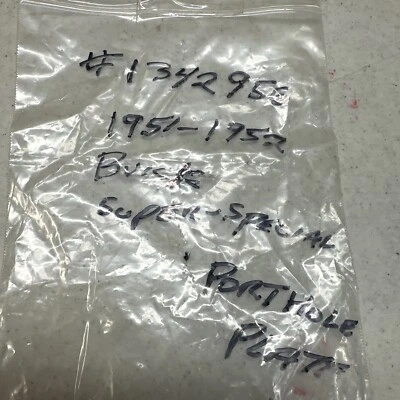 #1342955
1951-1952
BUICK
SUPER-SPECIAL
PORTHOLE
PLATE